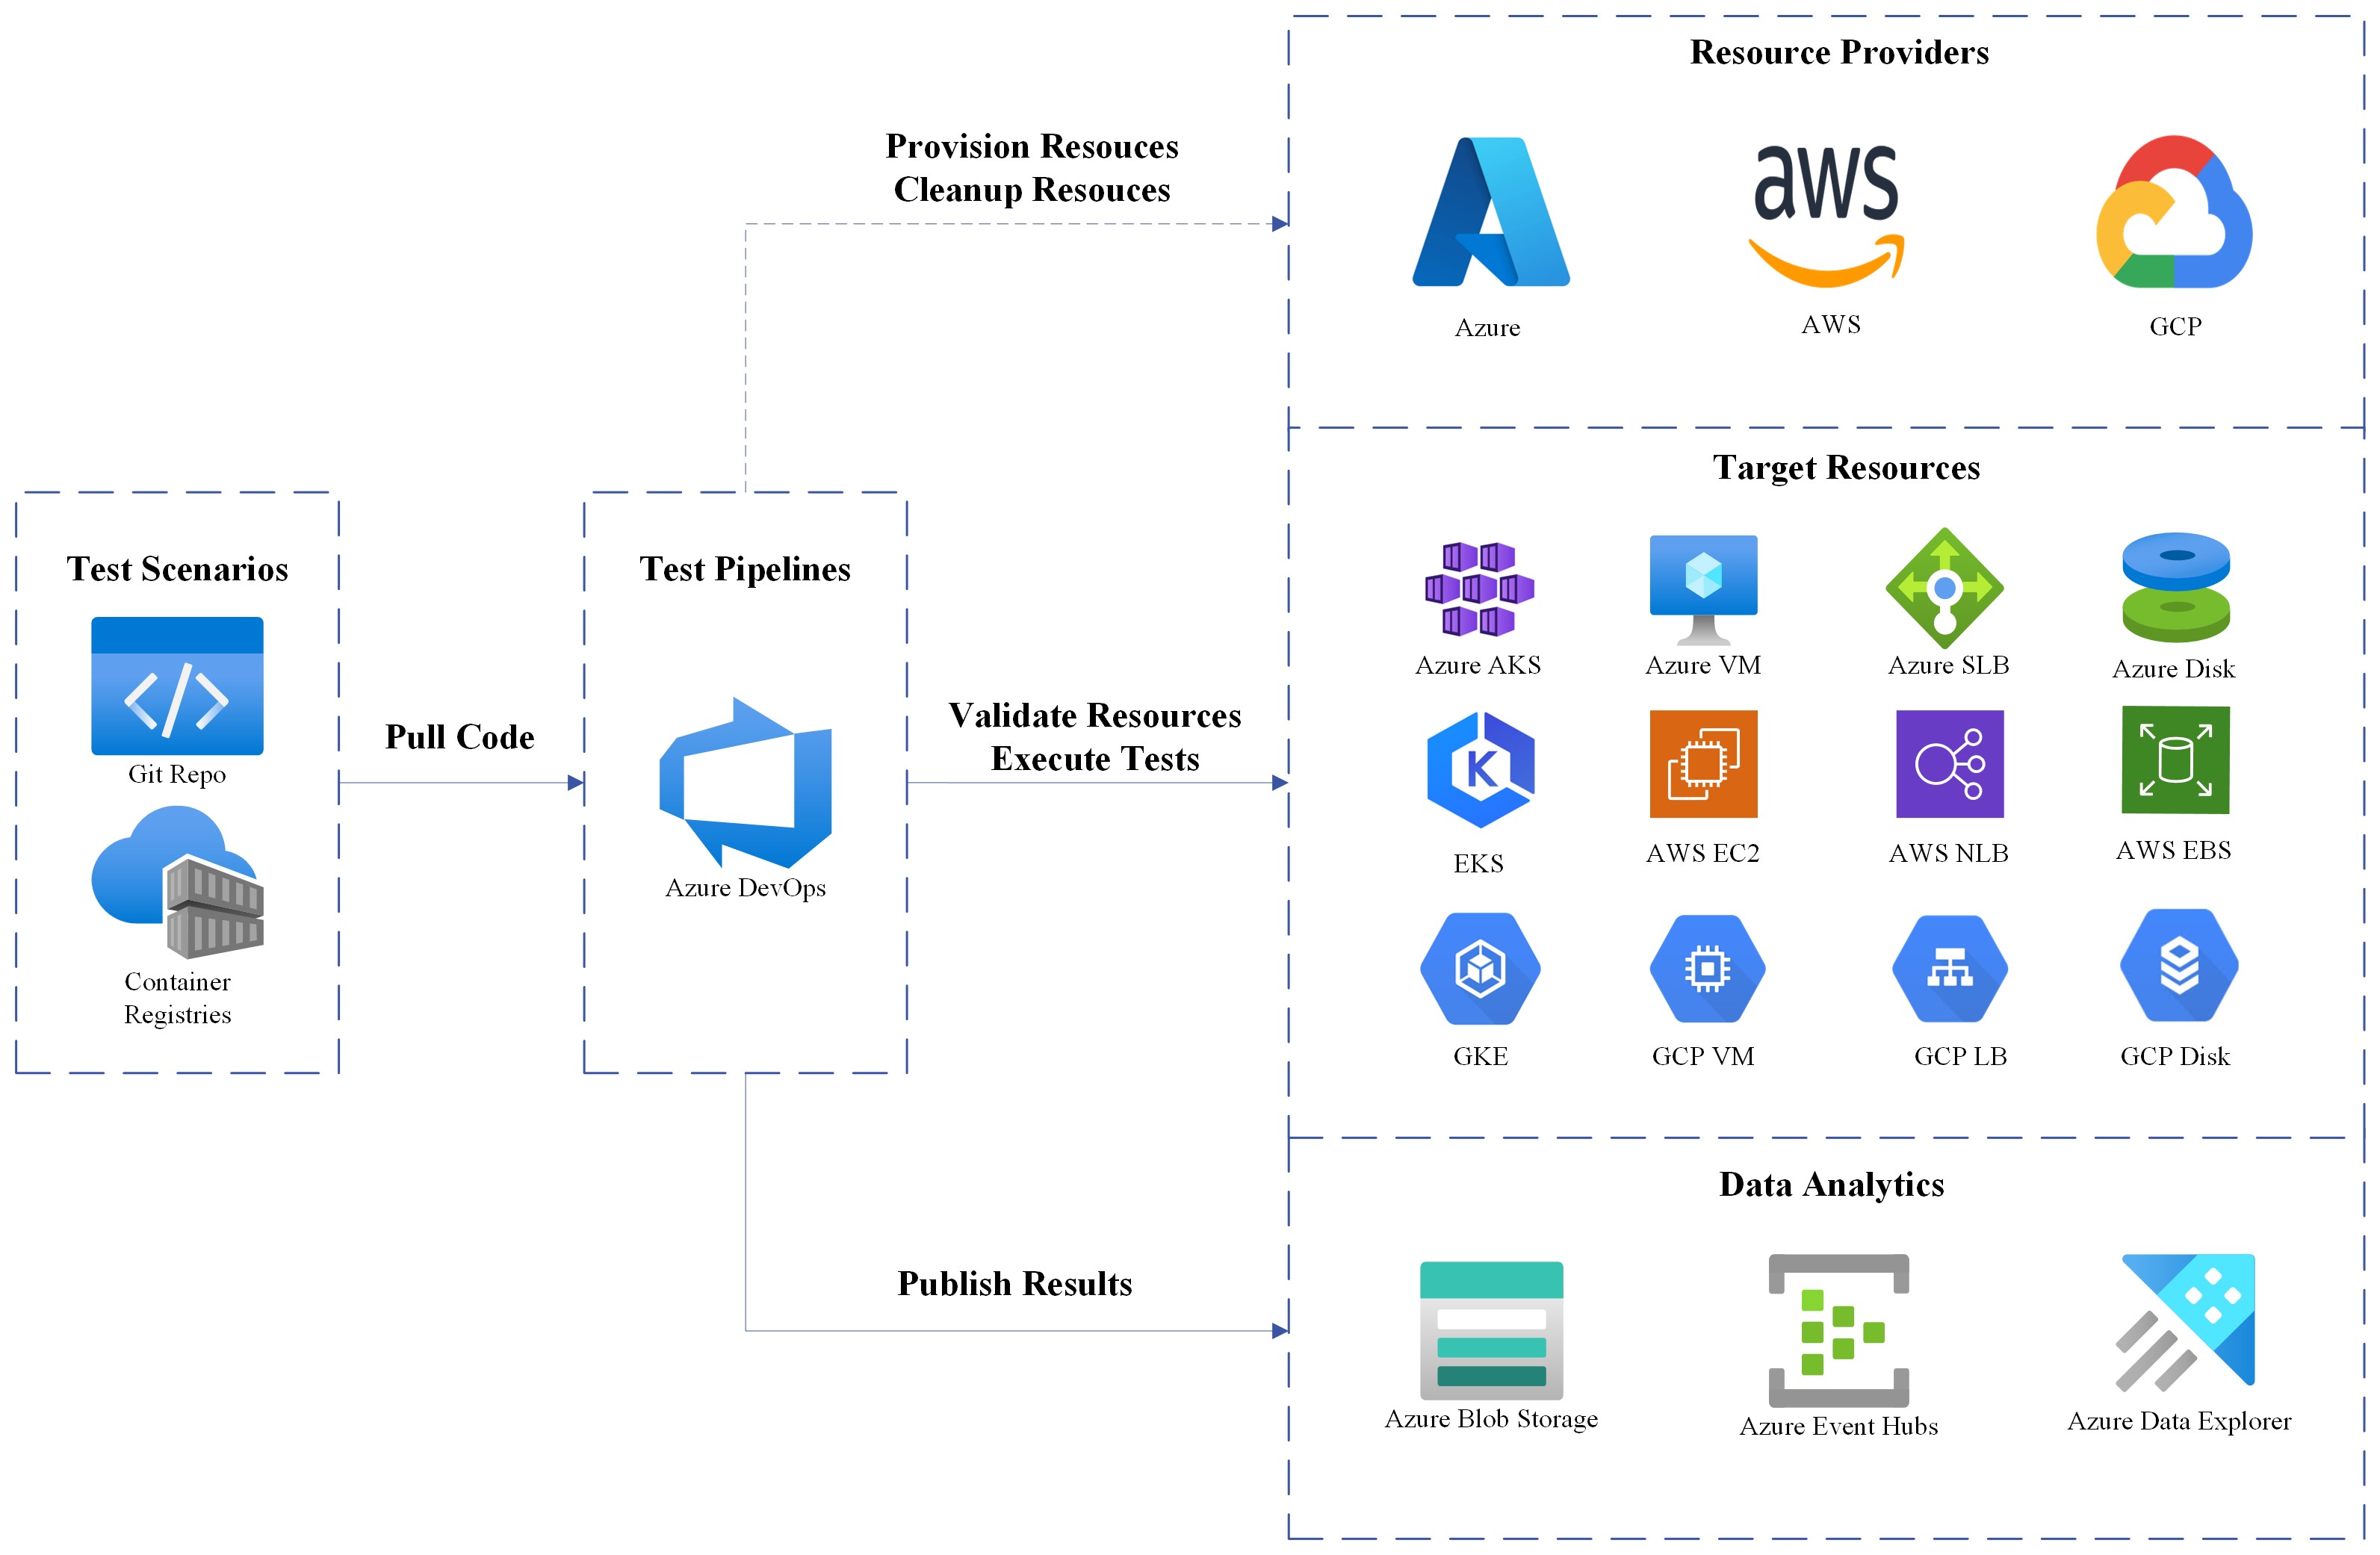 Resource Providers
Provision Resouces
Cleanup Resouces
aws
Azure
AWS
GCP
Target Resources
Test Scenarios
Test Pipelines
Azure AKS
Azure VM
Azure SLB
Azure Disk
Git Repo
Pull Code
Validate Resources
Execute Tests
K
EKS
AWS EC2
AWS NLB
AWS EBS
Azure DevOps
Container
Registries
GKE
GCP VM
GCP LB
GCP Disk
Data Analytics
Publish Results
Azure Blob Storage
Azure Event Hubs
Azure Data Explorer